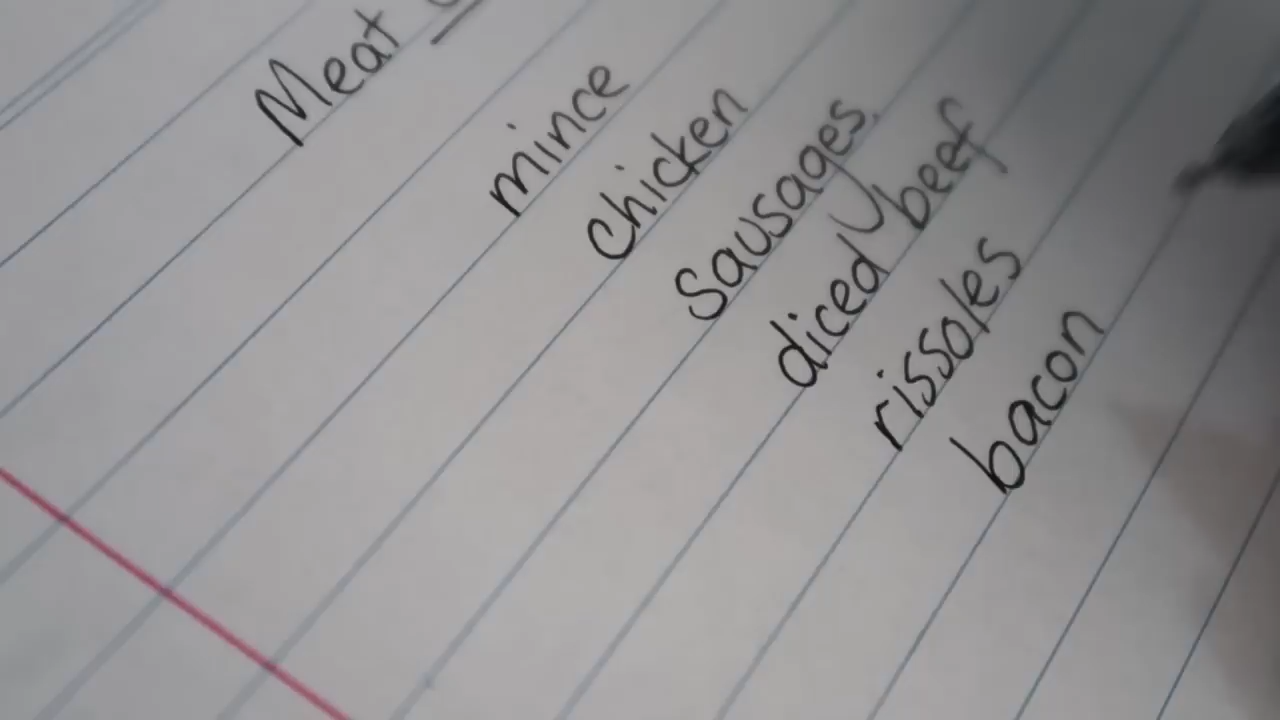 Meat
mince
chicken
Sausages
diced beef
rissoles
bacon